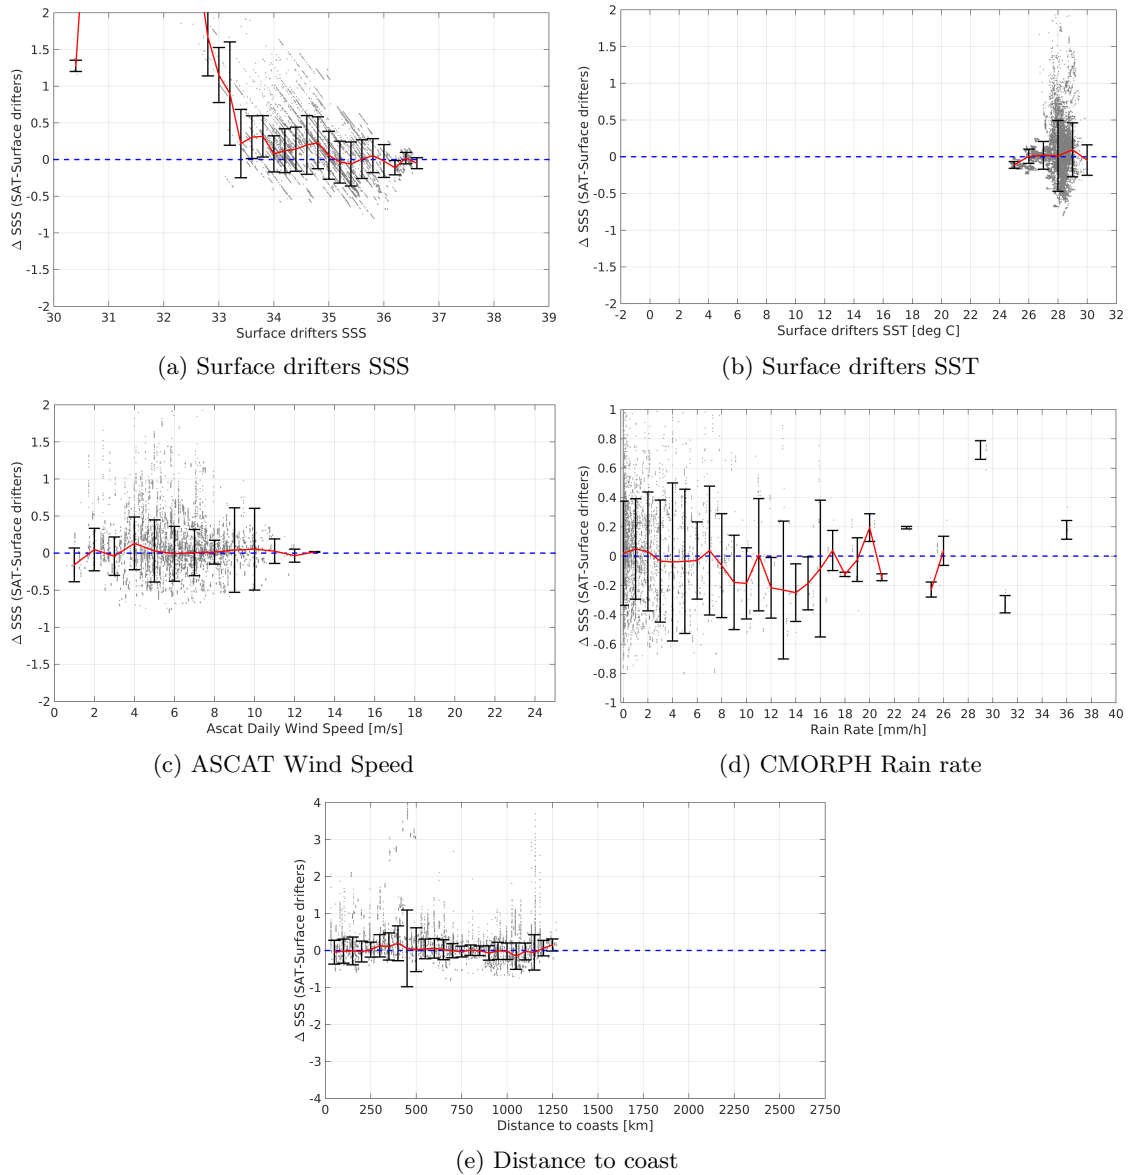 2
1.5
1
0.5
0
-0.5
-1
-1.5
-2
Δ SSS (SAT-Surface drifters)
30 31 32 33 34 35 36 37 38 39
Surface drifters SSS
(a) Surface drifters SSS
2
1.5
1
0.5
0
-0.5
-1
-1.5
-2
Δ SSS (SAT-Surface drifters)
-2 0 2 4 6 8 10 12 14 16 18 20 22 24 26 28 30 32
Surface drifters SST [deg C]
(b) Surface drifters SST
2
1.5
1
0.5
0
-0.5
-1
-1.5
-2
Δ SSS (SAT-Surface drifters)
0 2 4 6 8 10 12 14 16 18 20 22 24
Ascat Daily Wind Speed [m/s]
(c) ASCAT Wind Speed
1
0.8
0.6
0.4
0.2
0
-0.2
-0.4
-0.6
-0.8
-1
Δ SSS (SAT-Surface drifters)
0 2 4 6 8 10 12 14 16 18 20 22 24 26 28 30 32 34 36 38 40
Rain Rate [mm/h]
(d) CMORPH Rain rate
4
3
2
1
0
-1
-2
-3
-4
Δ SSS (SAT-Surface drifters)
0 250 500 750 1000 1250 1500 1750 2000 2250 2500 2750
Distance to coasts [km]
(e) Distance to coast